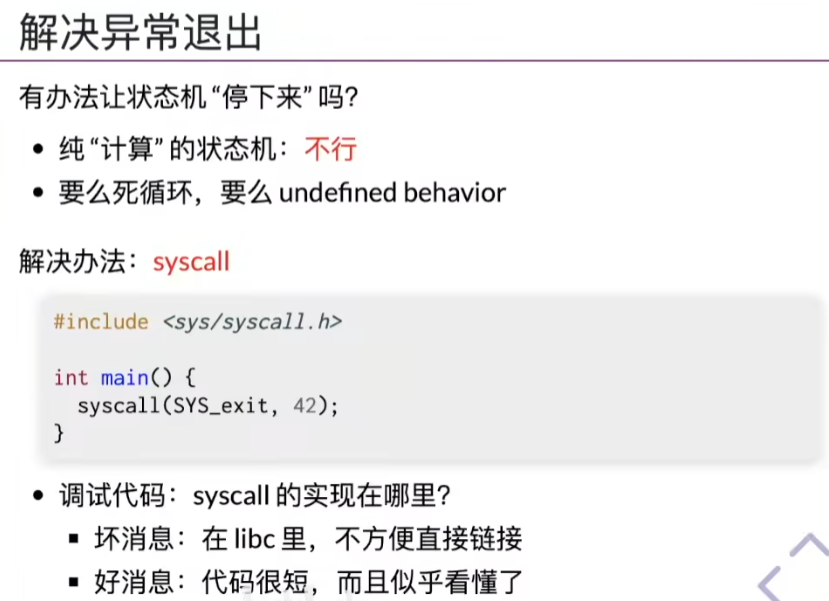 解决异常退出
有办法让状态机“停下来”吗?
• 纯“计算”的状态机：不行
• 要么死循环，要么 undefined behavior
解决办法：syscall
#include <sys/syscall.h>
int main() {
  syscall(SYS_exit, 42);
}
• 调试代码：syscall 的实现在哪里?
▪ 坏消息：在 libc 里，不方便直接链接
▪ 好消息：代码很短，而且似乎看懂了